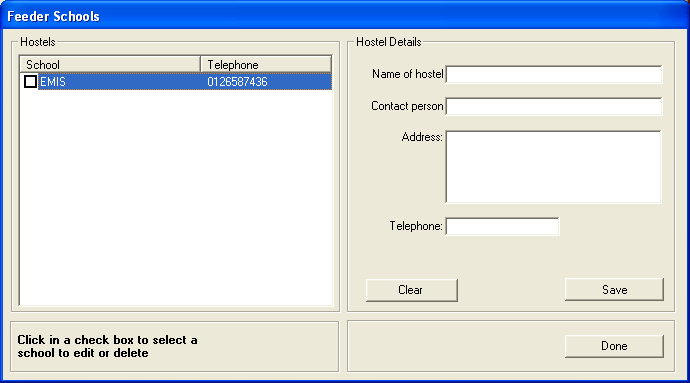 Feeder Schools
Hostels
School Telephone
EMIS 0126587436
Hostel Details
Name of hostel
Contact person
Address:
Telephone:
Clear Save
Click in a check box to select a
school to edit or delete
Done